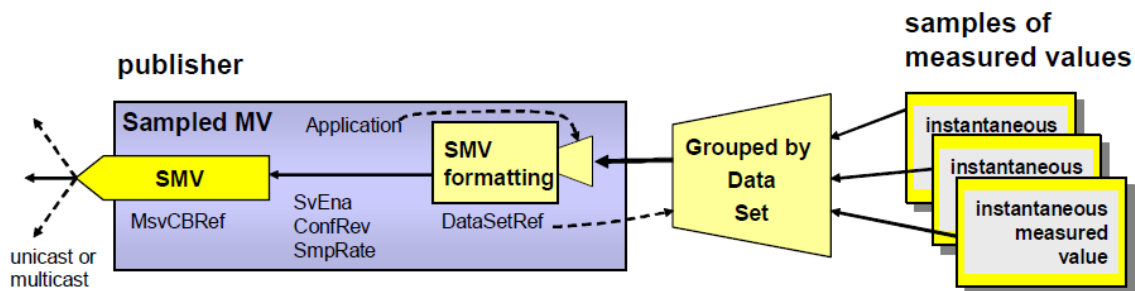 samples of
measured values
publisher
Sampled MV
Application
SMV
formatting
SMV
MsvCBRef
SvEna
ConfRev
SmpRate
DataSetRef
unicast or
multicast
Grouped by
Data
Set
instantaneous
instantaneous
instantaneous
measured
value